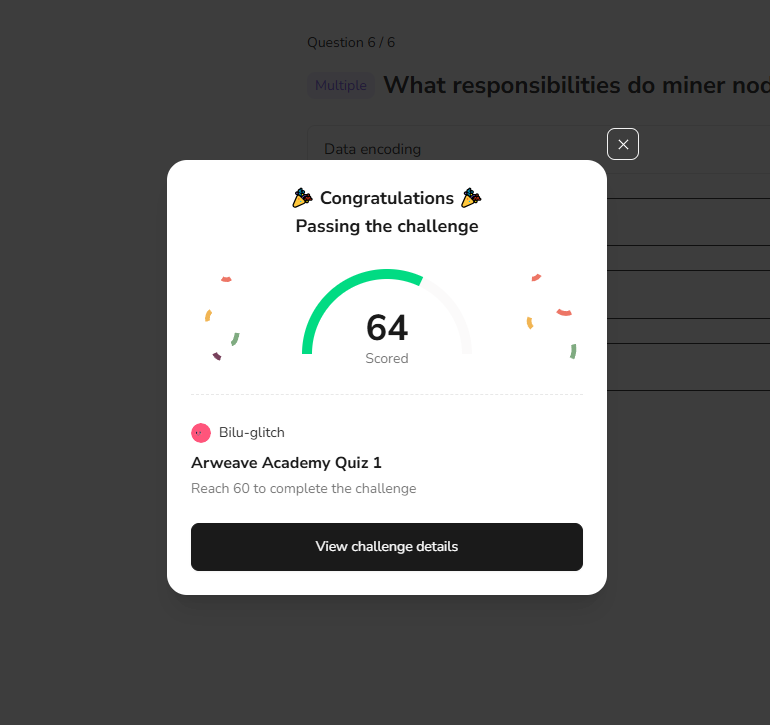 Question 6 / 6
Multiple What responsibilities do miner nod
Data encoding
Congratulations
Passing the challenge
64
Scored
Bilu-glitch
Arweave Academy Quiz 1
Reach 60 to complete the challenge
View challenge details